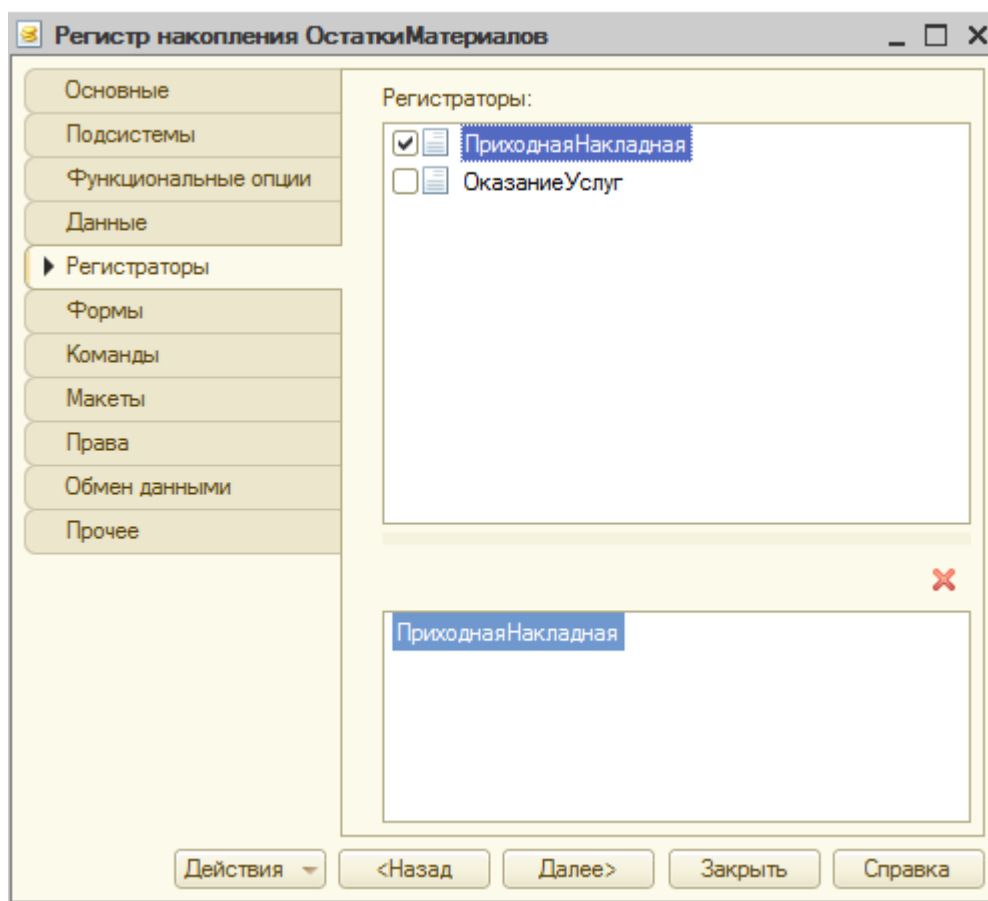 Регистр накопления ОстаткиМатериалов
Основные
Подсистемы
Функциональные опции
Данные
Регистраторы
Формы
Команды
Макеты
Права
Обмен данными
Прочее
Регистраторы:
ПриходнаяНакладная
ОказаниеУслуг
ПриходнаяНакладная
Действия
<Назад
Далее>
Закрыть
Справка